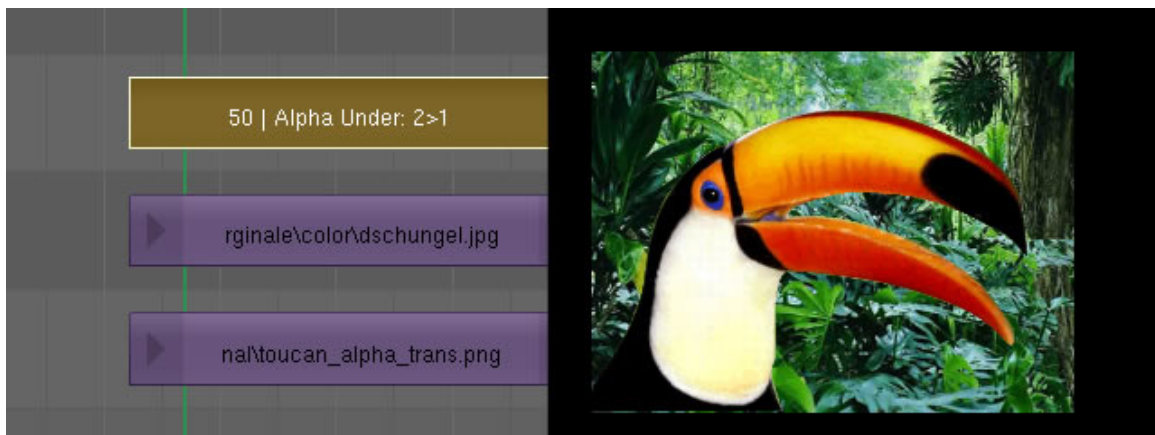 50 | Alpha Under: 2>1
rginale\color\dschungel.jpg
nal\toucan_alpha_trans.png